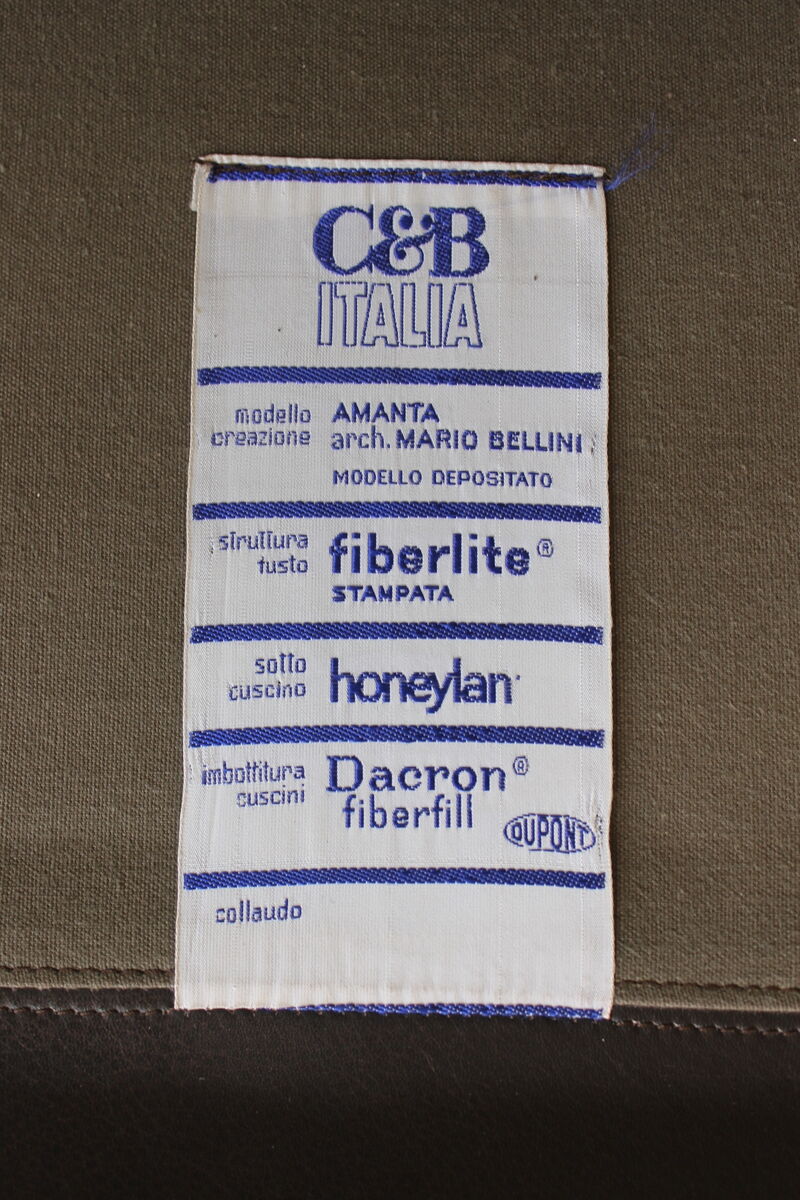 C&B
ITALIA
modello AMANTA
creazione arch. MARIO BELLINI
MODELLO DEPOSITATO
struttura fusto fiberlite®
STAMPATA
sotto cuscino honeylan
imbottitura Dacron®
cuscini fiberfill
DUPONT
collaudo